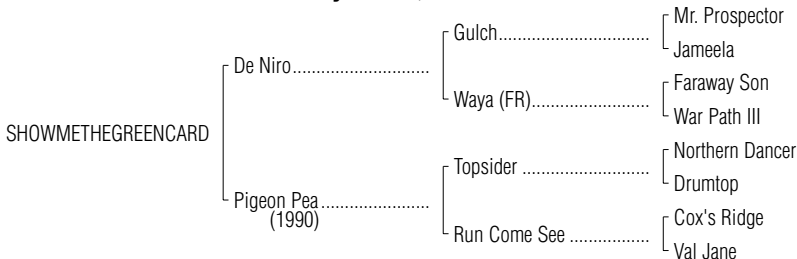 Mr. Prospector
Gulch
Jameela
De Niro
Faraway Son
Waya (FR)
War Path III
SHOWMETHEGREENCARD
Northern Dancer
Topsider
Drumtop
Pigeon Pea
(1990)
Cox's Ridge
Run Come See
Val Jane